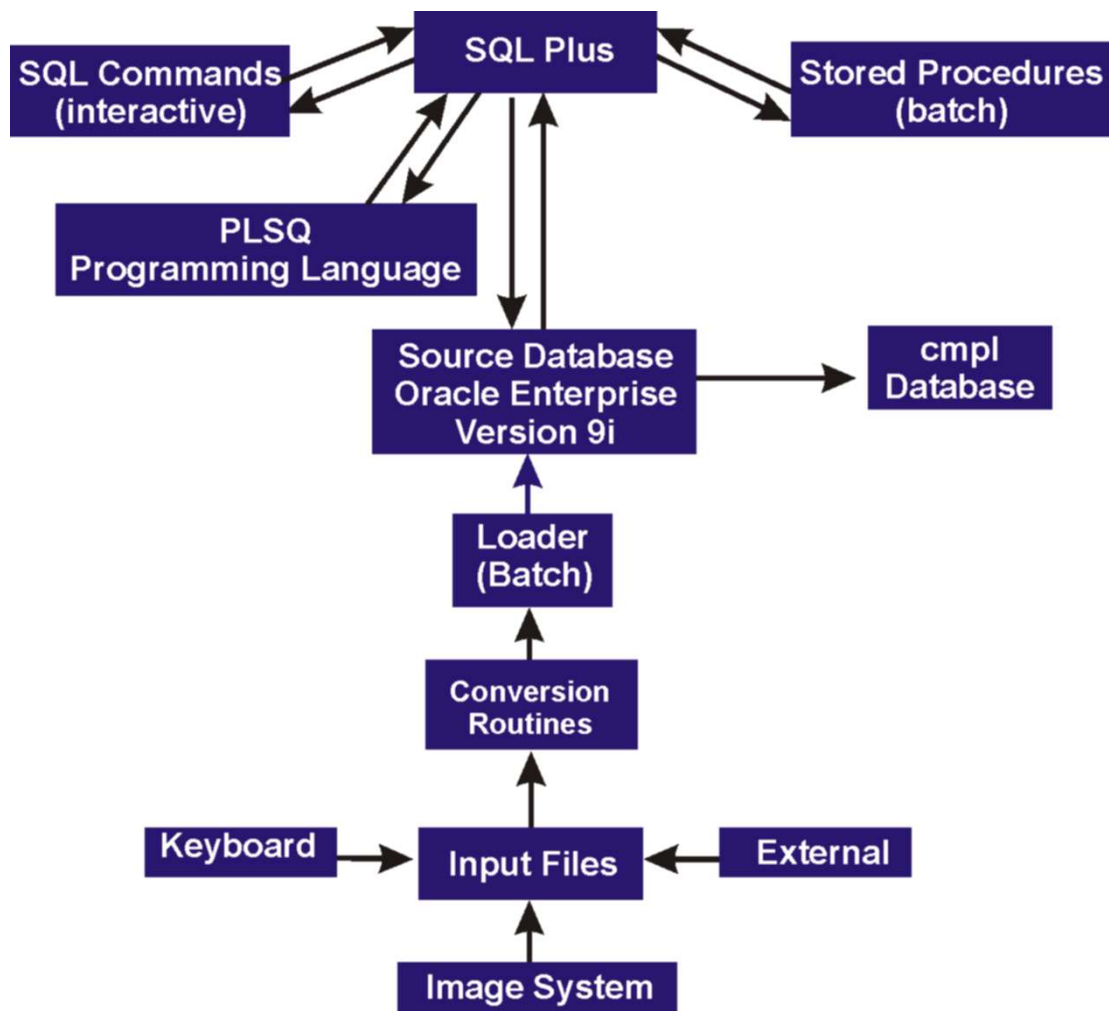 SQL Plus
SQL Commands
(interactive)
Stored Procedures
(batch)
PLSQ
Programming Language
Source Database
Oracle Enterprise
Version 9i
cmpl
Database
Loader
(Batch)
Conversion
Routines
Keyboard
Input Files
External
Image System